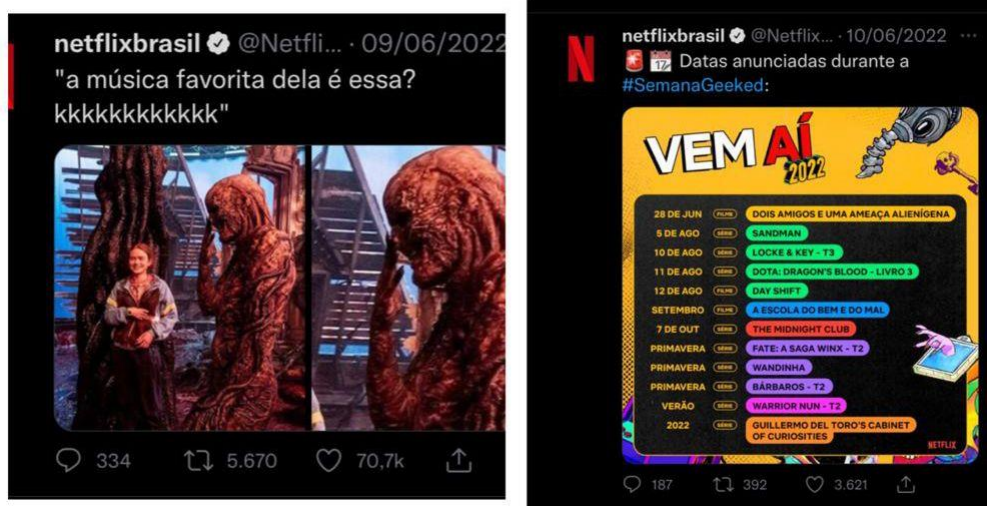 netflixbrasil @Netfli... · 09/06/2022
"a música favorita dela é essa?
kkkkkkkkkkkk"
334 5.670 70,7k
N
netflixbrasil @Netflix... · 10/06/2022 ...
17 Datas anunciadas durante a
#SemanaGeeked:
VEM AÍ
2022
28 DE JUN FILME DOIS AMIGOS E UMA AMEAÇA ALIENÍGENA
5 DE AGO SÉRIE SANDMAN
10 DE AGO SÉRIE LOCKE & KEY - T3
11 DE AGO SÉRIE DOTA: DRAGON'S BLOOD - LIVRO 3
12 DE AGO FILME DAY SHIFT
SETEMBRO FILME A ESCOLA DO BEM E DO MAL
7 DE OUT SÉRIE THE MIDNIGHT CLUB
PRIMAVERA SÉRIE FATE: A SAGA WINX - T2
PRIMAVERA SÉRIE WANDINHA
PRIMAVERA SÉRIE BÁRBAROS - T2
VERÃO SÉRIE WARRIOR NUN - T2
2022 SÉRIE GUILLERMO DEL TORO'S CABINET
OF CURIOSITIES
NETFLIX
187 392 3.621